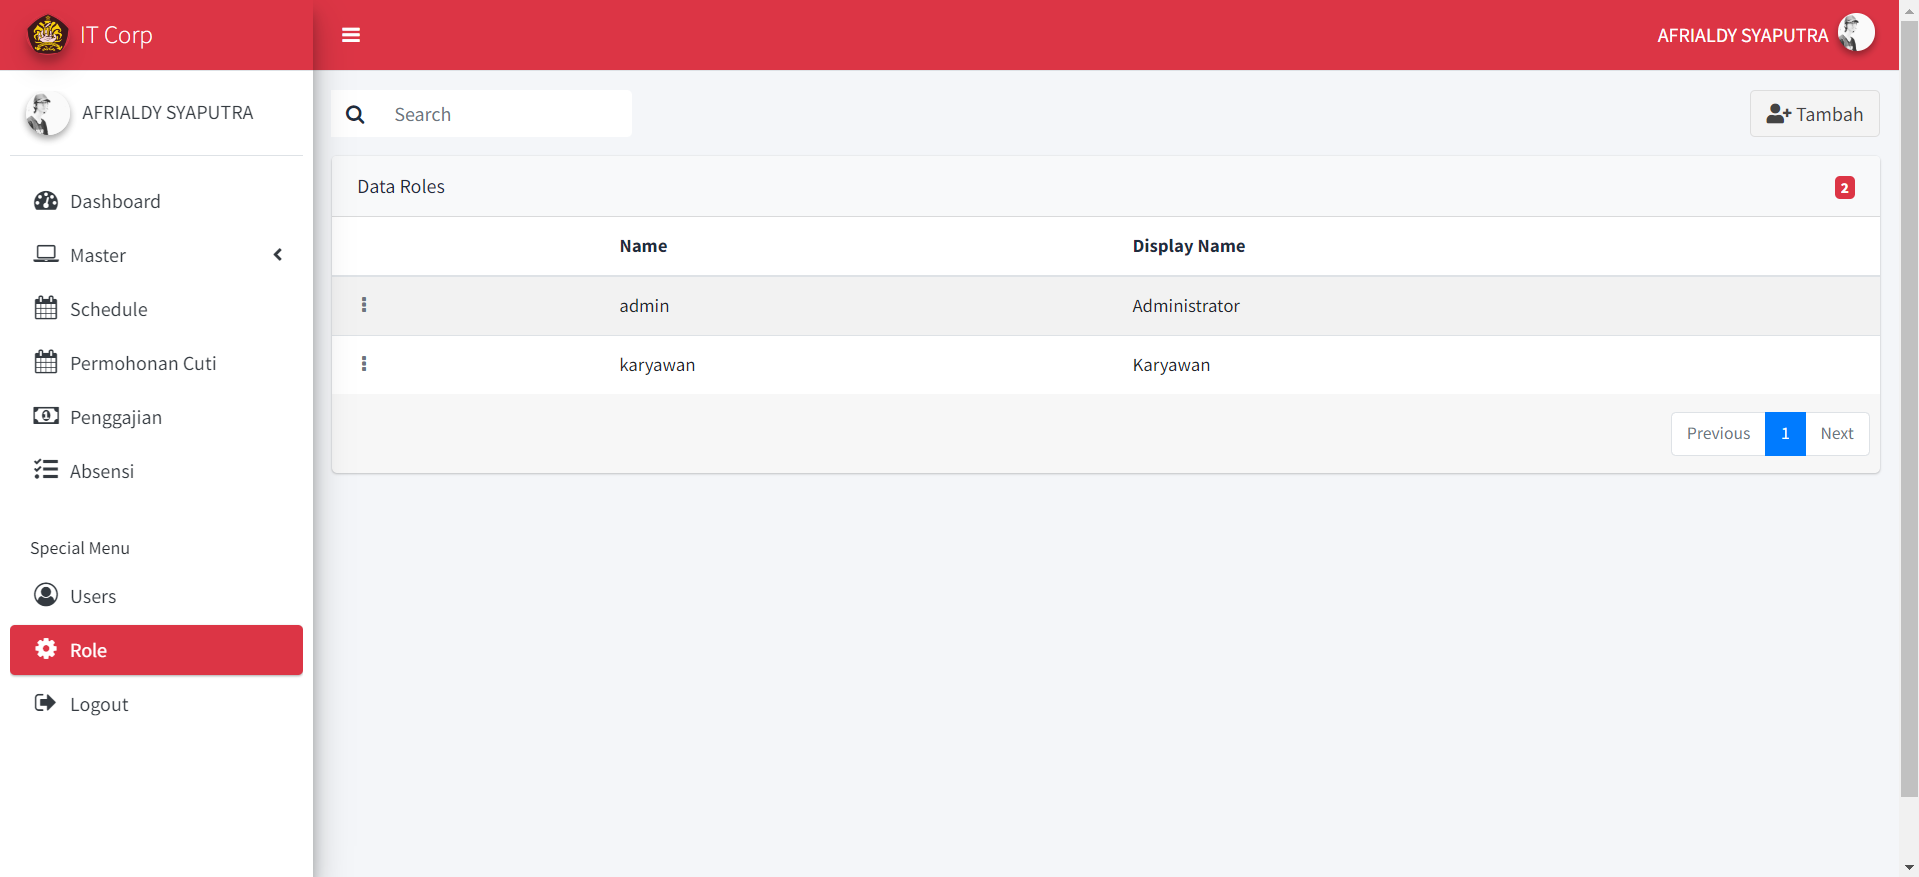 IT Corp
AFRIALDY SYAPUTRA
AFRIALDY SYAPUTRA
Dashboard
Master
Schedule
Permohonan Cuti
Penggajian
Absensi
Special Menu
Users
Role
Logout
Search
Tambah
Data Roles
2
Name Display Name
admin Administrator
karyawan Karyawan
Previous 1 Next